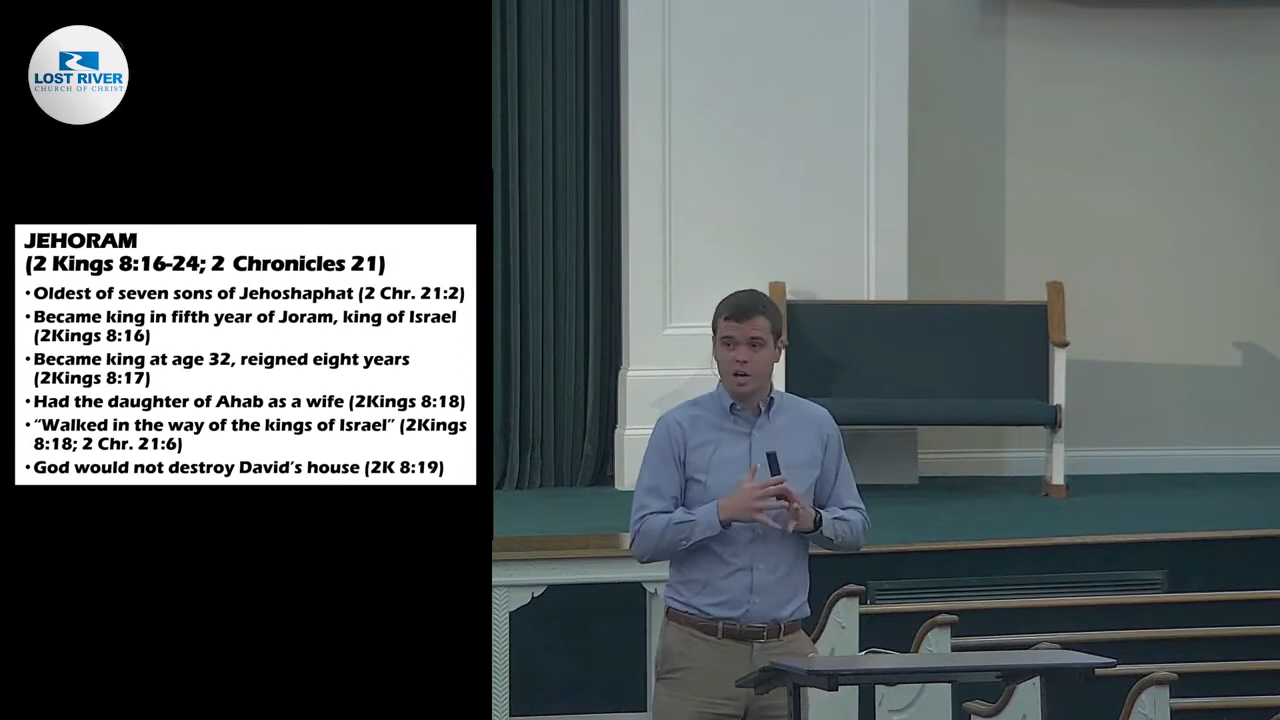 LOST RIVER
CHURCH OF CHRIST
JEHORAM
(2 Kings 8:16-24; 2 Chronicles 21)
•Oldest of seven sons of Jehoshaphat (2 Chr. 21:2)
•Became king in fifth year of Joram, king of Israel
(2Kings 8:16)
•Became king at age 32, reigned eight years
(2Kings 8:17)
•Had the daughter of Ahab as a wife (2Kings 8:18)
•“Walked in the way of the kings of Israel” (2Kings
8:18; 2 Chr. 21:6)
•God would not destroy David’s house (2K 8:19)